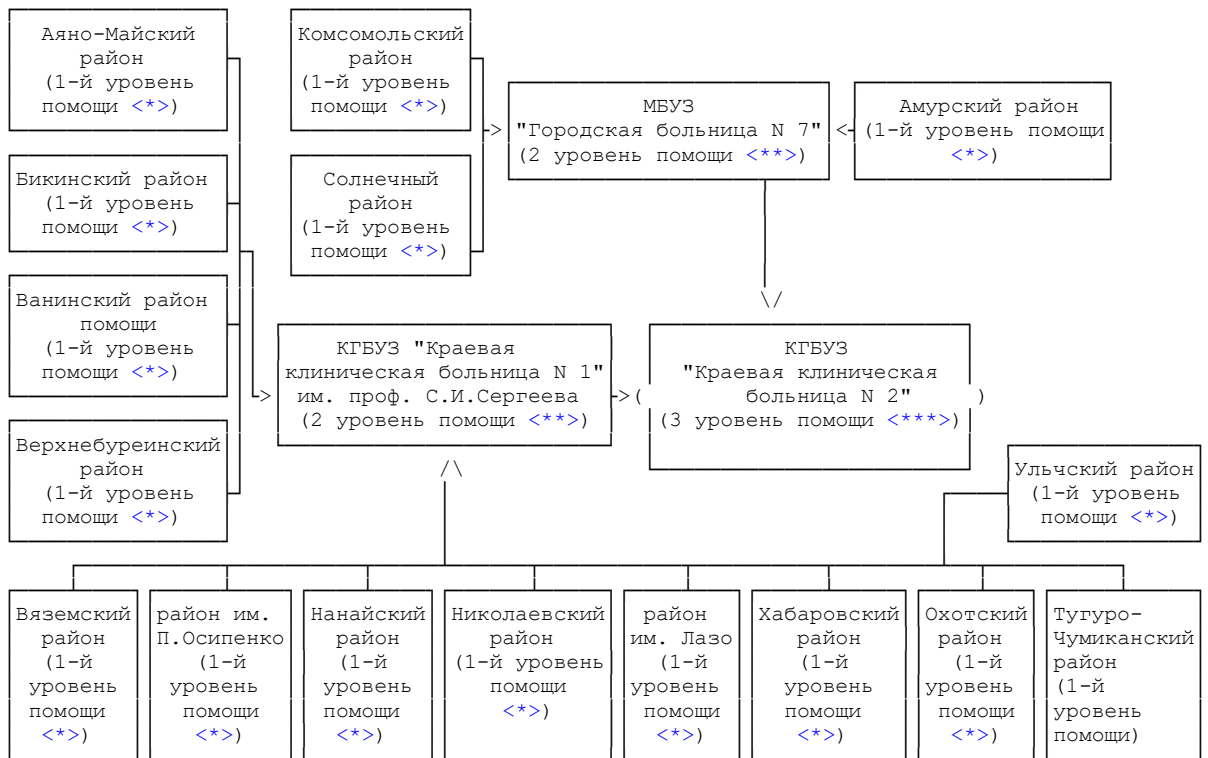 Аяно-Майский
район
(1-й уровень
помощи <*>)
Комсомольский
район
(1-й уровень
помощи <*>)
МБУЗ
"Городская больница N 7"
(2 уровень помощи <**>)
Амурский район
(1-й уровень помощи
<*>)
Бикинский район
(1-й уровень
помощи <*>)
Солнечный
район
(1-й уровень
помощи <*>)
Ванинский район
помощи
(1-й уровень
помощи <*>)
КГБУЗ "Краевая
клиническая больница N 1"
им. проф. С.И.Сергеева
(2 уровень помощи <**>)
КГБУЗ
"Краевая клиническая
больница N 2"
(3 уровень помощи <***>)
Верхнебуреинский
район
(1-й уровень
помощи <*>)
Ульчский район
(1-й уровень
помощи <*>)
Вяземский
район
(1-й
уровень
помощи
<*>)
район им.
П.Осипенко
(1-й
уровень
помощи
<*>)
Нанайский
район
(1-й
уровень
помощи
<*>)
Николаевский
район
(1-й уровень
помощи
<*>)
район
им. Лазо
(1-й
уровень
помощи
<*>)
Хабаровский
район
(1-й
уровень
помощи
<*>)
Охотский
район
(1-й
уровень
помощи
<*>)
Тугуро-
Чумиканский
район
(1-й
уровень
помощи)